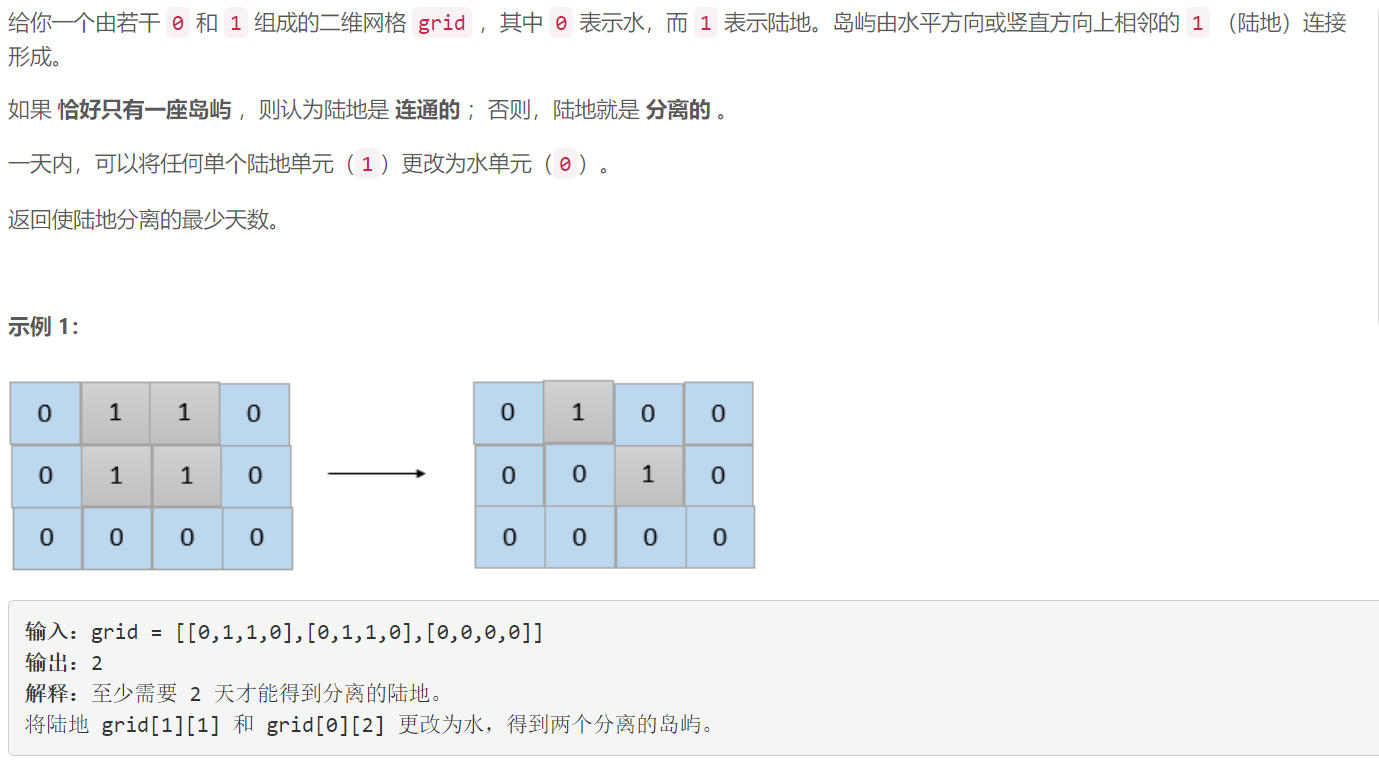 给你一个由若干 0 和 1 组成的二维网格 grid ，其中 0 表示水，而 1 表示陆地。岛屿由水平方向或竖直方向上相邻的 1 （陆地）连接
形成。
如果 恰好只有一座岛屿 ，则认为陆地是 连通的 ；否则，陆地就是 分离的 。
一天内，可以将任何单个陆地单元（1）更改为水单元（0）。
返回使陆地分离的最少天数。
示例 1：
0 1 1 0 0 1 0 0
0 1 1 0 0 0 1 0
0 0 0 0 0 0 0 0
输入：grid = [[0,1,1,0],[0,1,1,0],[0,0,0,0]]
输出：2
解释：至少需要 2 天才能得到分离的陆地。
将陆地 grid[1][1] 和 grid[0][2] 更改为水，得到两个分离的岛屿。